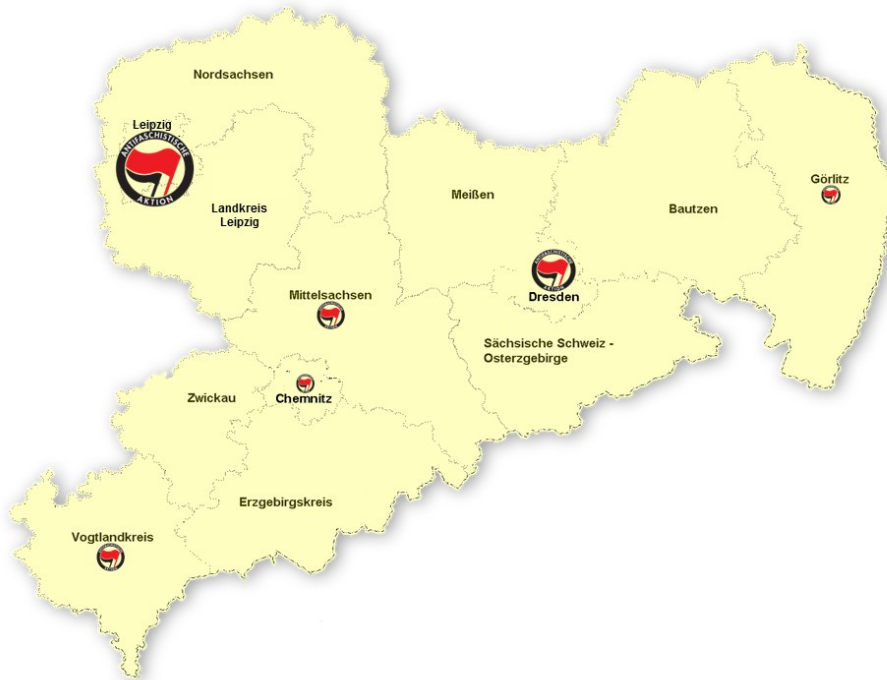 Nordsachsen
Leipzig
ANTIFASCHISTISCHE
AKTION
Landkreis
Leipzig
Meißen
Bautzen
Görlitz
Dresden
Mittelsachsen
Sächsische Schweiz -
Osterzgebirge
Zwickau
Chemnitz
Erzgebirgskreis
Vogtlandkreis